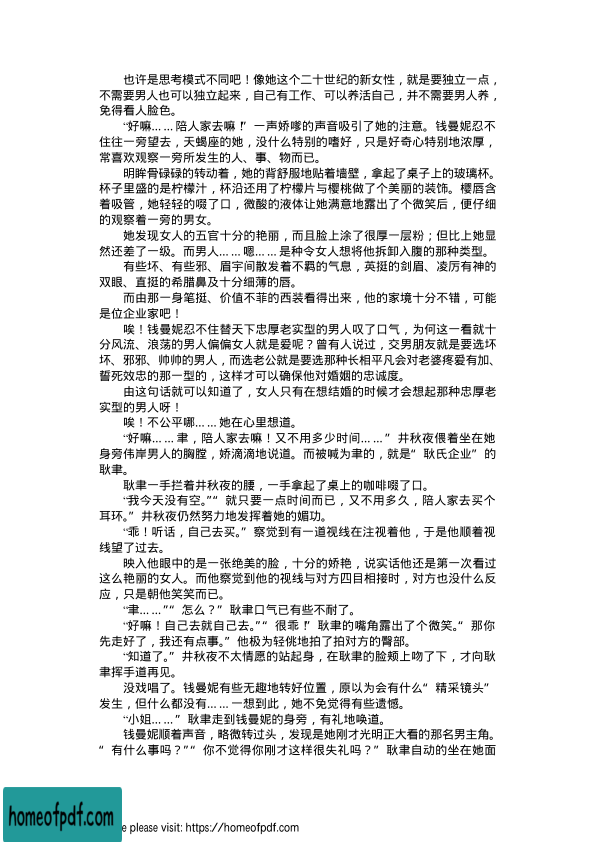 也许是思考模式不同吧！像她这个二十世纪的新女性，就是要独立一点，
不需要男人也可以独立起来，自己有工作、可以养活自己，并不需要男人养，
免得看人脸色。
“好嘛……陪人家去嘛！”一声娇嗲的声音吸引了她的注意。钱曼妮忍不
住往一旁望去，天蝎座的她，没什么特别的嗜好，只是好奇心特别地浓厚，
常喜欢观察一旁所发生的人、事、物而已。
明眸骨碌碌的转动着，她的背舒服地贴着墙壁，拿起了桌子上的玻璃杯。
杯子里盛的是柠檬汁，杯沿还用了柠檬片与樱桃做了个美丽的装饰。樱唇含
着吸管，她轻轻的啜了口，微酸的液体让她满意地露出了个微笑后，便仔细
的观察着一旁的男女。
她发现女人的五官十分的艳丽，而且脸上涂了很厚一层粉；但比上她显
然还差了一级。而男人……嗯……是种令女人想将他拆卸入腹的那种类型。
有些坏、有些邪、眉宇间散发着不羁的气息，英挺的剑眉、凌厉有神的
双眼、直挺的希腊鼻及十分细薄的唇。
而由那一身笔挺、价值不菲的西装看得出来，他的家境十分不错，可能
是位企业家吧！
唉！钱曼妮忍不住替天下忠厚老实型的男人叹了口气，为何这一看就十
分风流、浪荡的男人偏偏女人就是爱呢？曾有人说过，交男朋友就是要选坏
坏、邪邪、帅帅的男人，而选老公就是要选那种长相平凡会对老婆疼爱有加、
誓死效忠的那一型的，这样才可以确保他对婚姻的忠诚度。
由这句话就可以知道了，女人只有在想结婚的时候才会想起那种忠厚老
实型的男人呀！
唉！不公平哪……她在心里想道。
“好嘛……聿，陪人家去嘛！又不用多少时间……”井秋夜偎着坐在她
身旁伟岸男人的胸膛，娇滴滴地说道。而被喊为聿的，就是“耿氏企业”的
耿聿。
耿聿一手拦着井秋夜的腰，一手拿起了桌上的咖啡啜了口。
“我今天没有空。”“就只要一点时间而已，又不用多久，陪人家去买个
耳环。”井秋夜仍然努力地发挥着她的媚功。
“乖！听话，自己去买。”察觉到有一道视线在注视着他，于是他顺着视
线望了过去。
映入他眼中的是一张绝美的脸，十分的娇艳，说实话他还是第一次看过
这么艳丽的女人。而他察觉到他的视线与对方四目相接时，对方也没什么反
应，只是朝他笑笑而已。
“聿……”“怎么？”耿聿口气已有些不耐了。
“好嘛！自己去就自己去。”“很乖！”耿聿的嘴角露出了个微笑。“那你
先走好了，我还有点事。”他极为轻佻地拍了拍对方的臀部。
“知道了。”井秋夜不太情愿的站起身，在耿聿的脸颊上吻了下，才向耿
聿挥手道再见。
没戏唱了。钱曼妮有些无趣地转好位置，原以为会有什么“精采镜头”
发生，但什么都没有……一想到此，她不免觉得有些遗憾。
“小姐……”耿聿走到钱曼妮的身旁，有礼地唤道。
钱曼妮顺着声音，略微转过头，发现是她刚才光明正大看的那名男主角。
“有什么事吗？”“你不觉得你刚才这样很失礼吗？”耿聿自动的坐在她面
homeofpdf.com
e please visit: https://homeofpdf.com